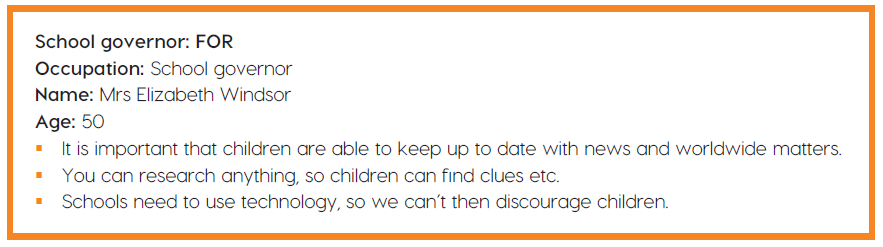 School governor: FOR
Occupation: School governor
Name: Mrs Elizabeth Windsor
Age: 50
▪ It is important that children are able to keep up to date with news and worldwide matters.
▪ You can research anything, so children can find clues etc.
▪ Schools need to use technology, so we can’t then discourage children.